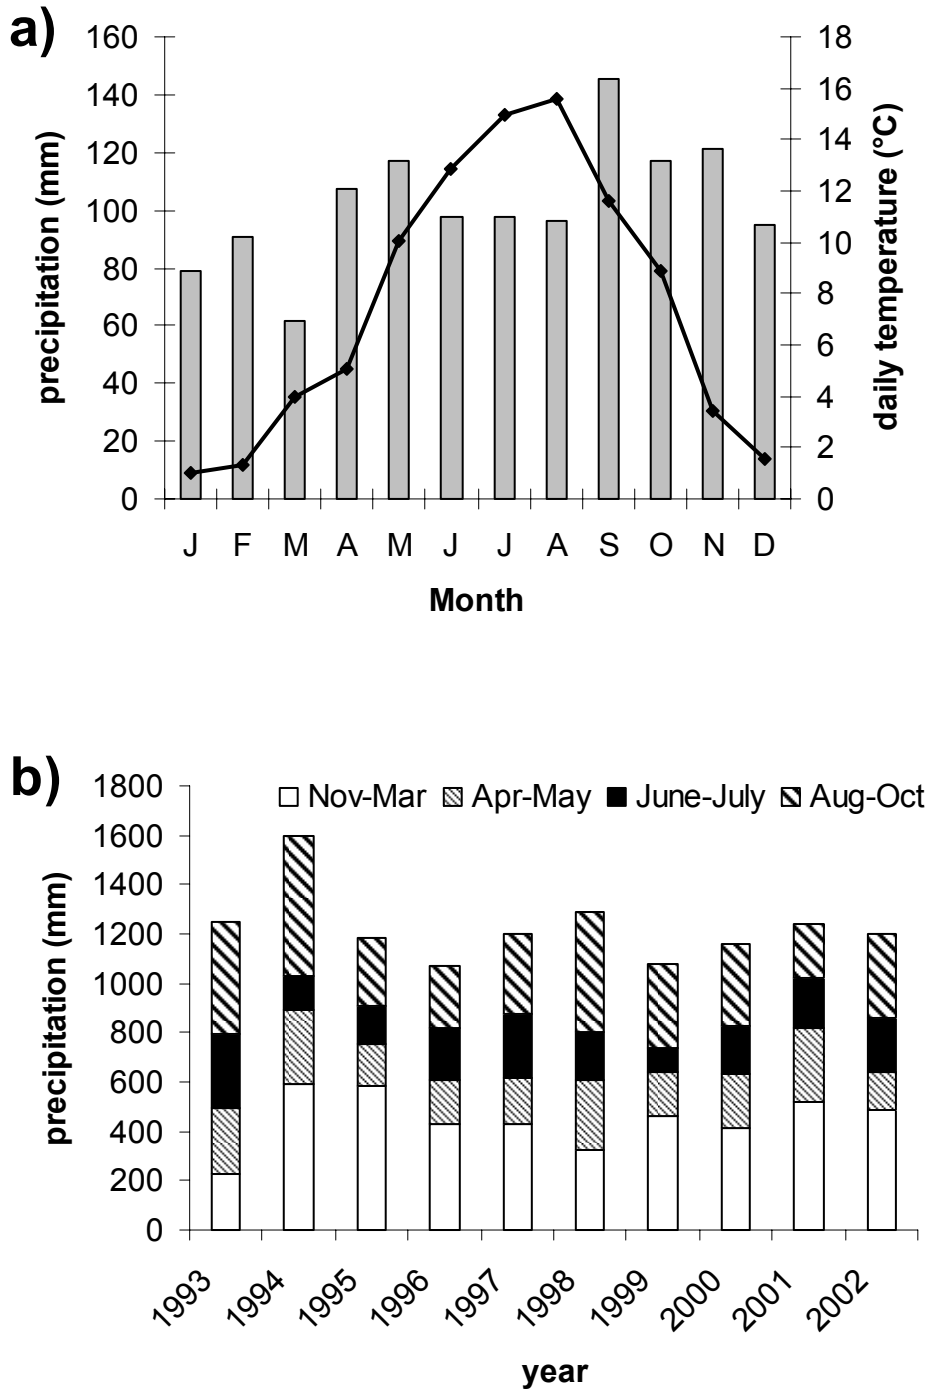 a)
160
140
120
100
80
60
40
20
0
precipitation (mm)
18
16
14
12
10
8
6
4
2
0
daily temperature (°C)
J F M A M J J A S O N D
Month
b)
1800
1600
1400
1200
1000
800
600
400
200
0
precipitation (mm)
Nov-Mar Apr-May June-July Aug-Oct
1993 1994 1995 1996 1997 1998 1999 2000 2001 2002
year